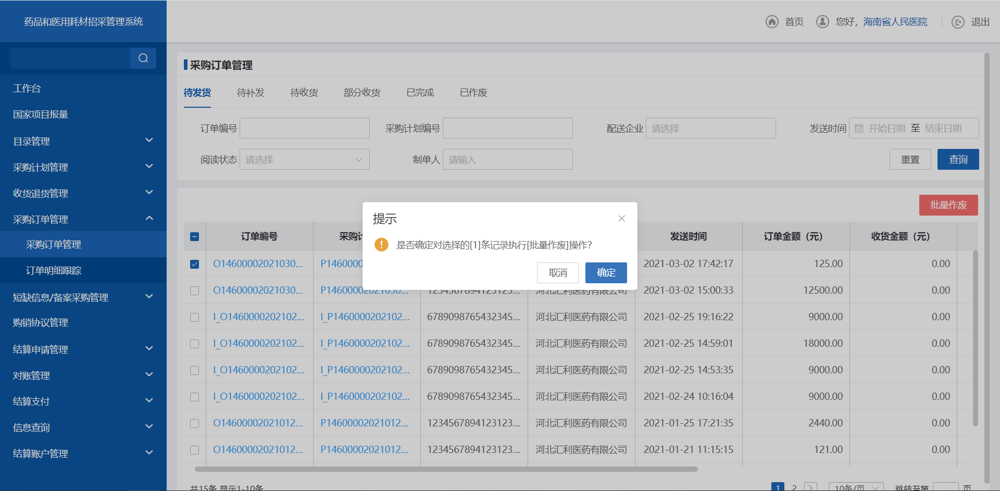 药品和医用耗材招采管理系统
首页 您好，海南省人民医院 退出
工作台
国家项目报量
目录管理
采购计划管理
收货退货管理
采购订单管理
采购订单管理
订单明细跟踪
短缺信息/备案采购管理
购销协议管理
结算申请管理
对账管理
结算支付
信息查询
结算账户管理
采购订单管理
待发货 待补发 待收货 部分收货 已完成 已作废
订单编号 采购计划编号 配送企业 请选择 发送时间 开始日期 至 结束日期
阅读状态 请选择 制单人 请输入 重置 查询
批量作废
提示
是否确定对选择的[1]条记录执行[批量作废]操作?
取消 确定
订单编号 采购计 发送时间 订单金额（元） 收货金额（元）
O14600002021030... P1460000 2021-03-02 17:42:17 125.00 0.00
O14600002021030... P14600002021030... 1234567894123123... 河北汇利医药有限公司 2021-03-02 15:00:33 12500.00 0.00
I_O1460000202102... I_P1460000202102... 6789098765432345... 河北汇利医药有限公司 2021-02-25 19:16:22 9000.00 0.00
I_O1460000202102... I_P1460000202102... 6789098765432345... 河北汇利医药有限公司 2021-02-25 14:59:01 18000.00 0.00
I_O1460000202102... I_P1460000202102... 6789098765432345... 河北汇利医药有限公司 2021-02-25 14:53:35 9000.00 0.00
I_O1460000202102... I_P1460000202102... 6789098765432345... 河北汇利医药有限公司 2021-02-24 10:16:04 9000.00 0.00
O14600002021012... P14600002021012... 1234567894123123... 河北汇利医药有限公司 2021-01-25 17:21:35 2440.00 0.00
O14600002021012... P14600002021012... 1234567894123123... 河北汇利医药有限公司 2021-01-21 11:15:15 121.00 0.00
共15条 显示1-10条 1 2 10条/页 跳转至第 页